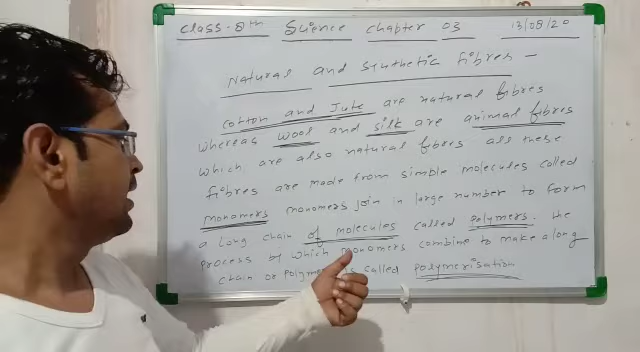 Class-8th Science chapter 03 13/08/20
Natural and Synthetic fibres -
Cotton and Jute are natural fibres
whereas wool and silk are animal fibres
which are also natural fibres all these
fibres are made from simple molecules called
monomers monomers join in large number to form
a long chain of molecules called Polymers. The
process by which monomers combine to make along
chain or Polymer is called Polymerisation